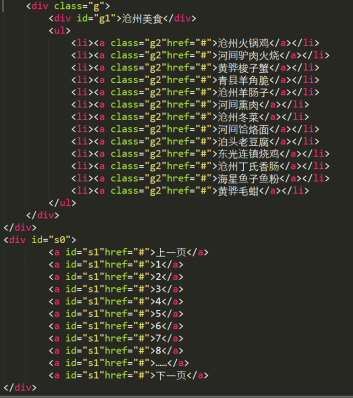 <div class="g">
<div id="g1">沧州美食</div>
<ul>
<li><a class="g2"href="#">沧州火锅鸡</a></li>
<li><a class="g2"href="#">河间驴肉火烧</a></li>
<li><a class="g2"href="#">黄骅梭子蟹</a></li>
<li><a class="g2"href="#">青县羊角脆</a></li>
<li><a class="g2"href="#">沧州羊肠子</a></li>
<li><a class="g2"href="#">河间熏肉</a></li>
<li><a class="g2"href="#">沧州冬菜</a></li>
<li><a class="g2"href="#">河间饸烙面</a></li>
<li><a class="g2"href="#">泊头老豆腐</a></li>
<li><a class="g2"href="#">东光连镇烧鸡</a></li>
<li><a class="g2"href="#">沧州丁氏香肠</a></li>
<li><a class="g2"href="#">海星鱼子鱼粉</a></li>
<li><a class="g2"href="#">黄骅毛蚶</a></li>
</ul>
</div>
</div>
<div id="s0">
<a id="s1"href="#">上一页</a>
<a id="s1"href="#">1</a>
<a id="s1"href="#">2</a>
<a id="s1"href="#">3</a>
<a id="s1"href="#">4</a>
<a id="s1"href="#">5</a>
<a id="s1"href="#">6</a>
<a id="s1"href="#">7</a>
<a id="s1"href="#">8</a>
<a id="s1"href="#">……</a>
<a id="s1"href="#">下一页</a>
</div>